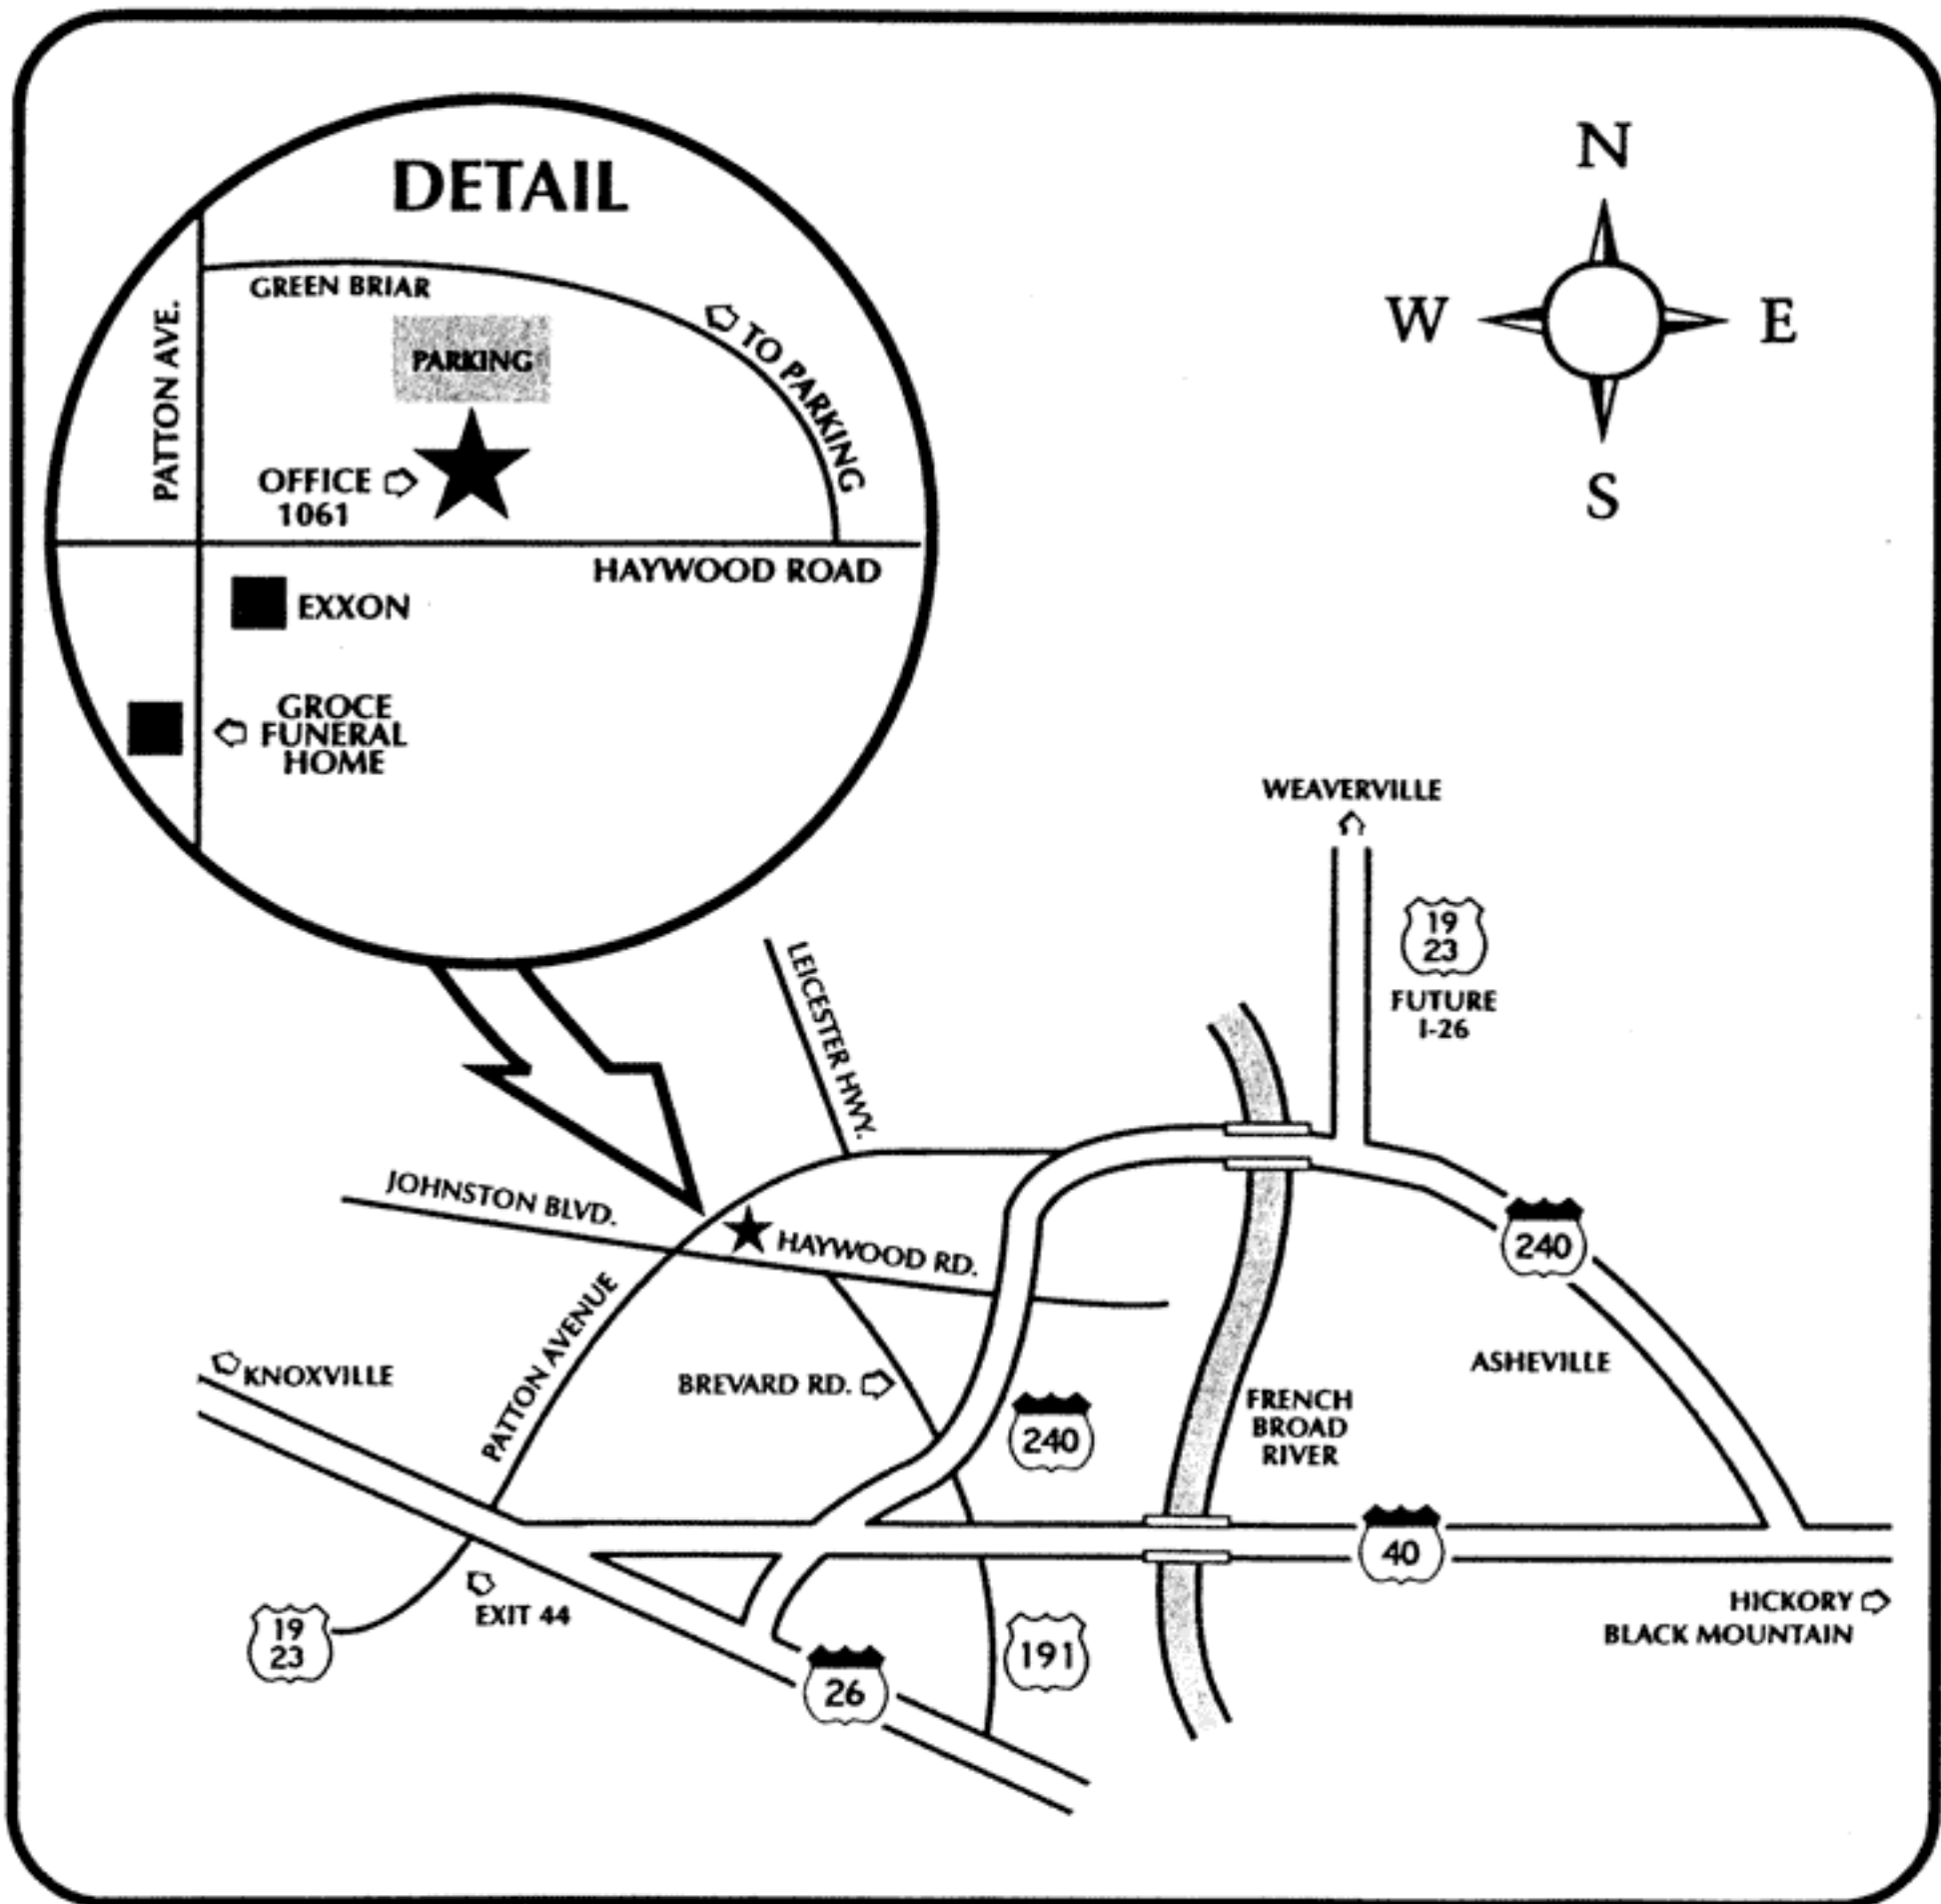 DETAIL
N
W
E
S
GREEN BRIAR
TO PARKING
PATTON AVE.
PARKING
OFFICE
1061
HAYWOOD ROAD
EXXON
GROCE
FUNERAL
HOME
WEAVERVILLE
19
23
FUTURE
I-26
LEICESTER HWY.
JOHNSTON BLVD.
HAYWOOD RD.
240
PATTON AVENUE
KNOXVILLE
BREVARD RD.
ASHEVILLE
240
FRENCH
BROAD
RIVER
40
EXIT 44
HICKORY
BLACK MOUNTAIN
19
23
191
26